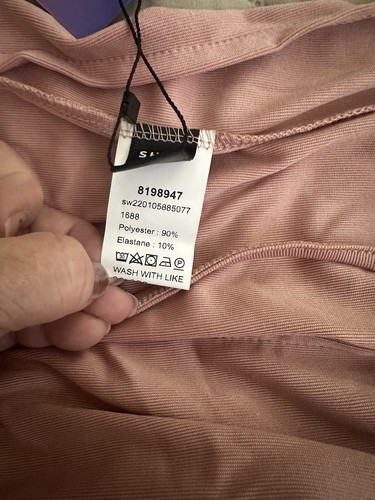 8198947
sw220105885077
1688
Polyester : 90%
Elastane : 10%
P
WASH WITH LIKE